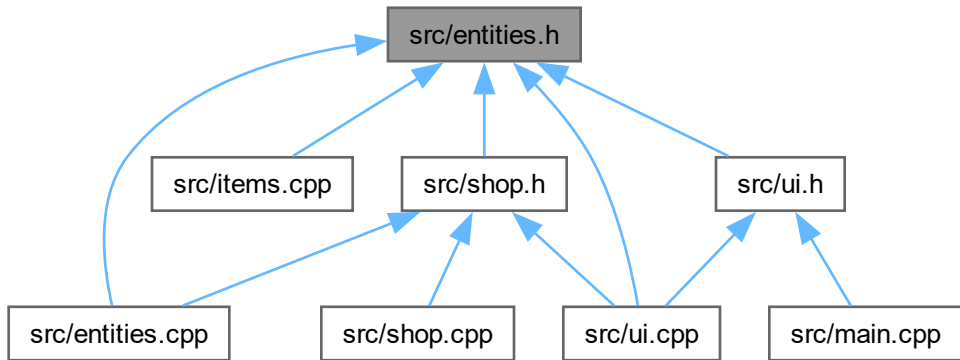 src/entities.h
src/items.cpp
src/shop.h
src/ui.h
src/entities.cpp
src/shop.cpp
src/ui.cpp
src/main.cpp